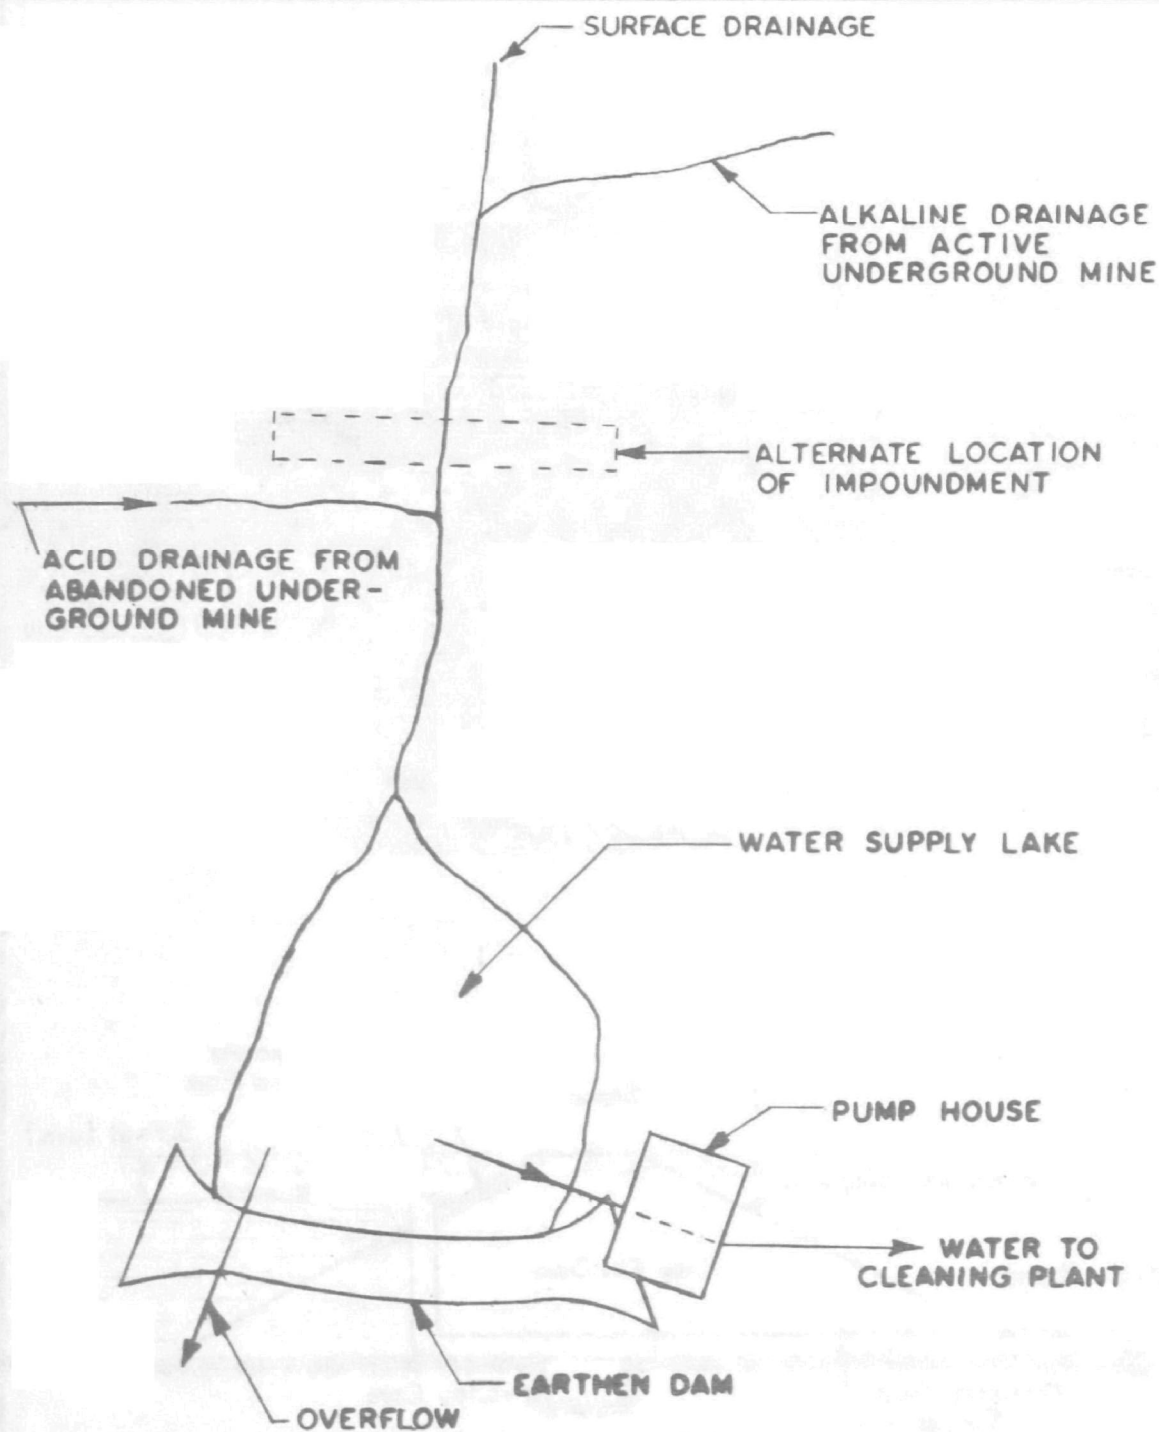 SURFACE DRAINAGE
ALKALINE DRAINAGE
FROM ACTIVE
UNDERGROUND MINE
ALTERNATE LOCATION
OF IMPOUNDMENT
ACID DRAINAGE FROM
ABANDONED UNDER-
GROUND MINE
WATER SUPPLY LAKE
PUMP HOUSE
WATER TO
CLEANING PLANT
EARTHEN DAM
OVERFLOW